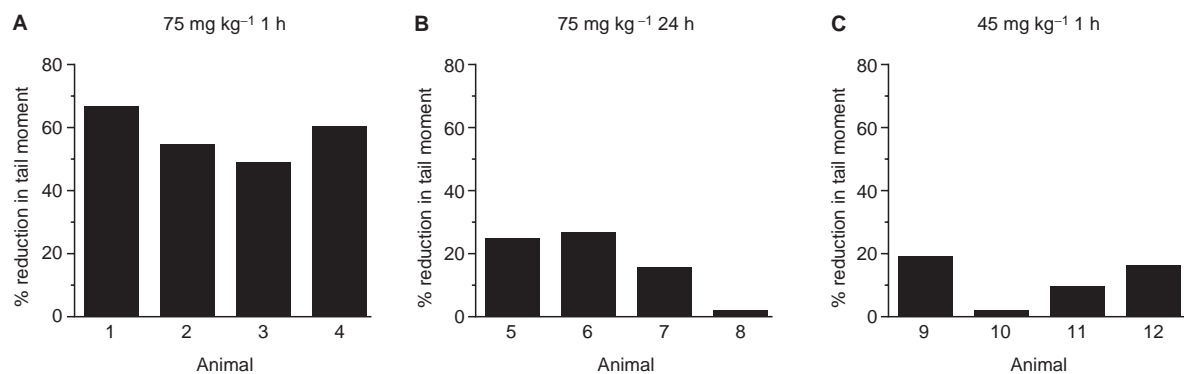 A 75 mg kg⁻¹ 1 h
% reduction in tail moment
80
60
40
20
0
1 2 3 4
Animal
B 75 mg kg⁻¹ 24 h
% reduction in tail moment
80
60
40
20
0
5 6 7 8
Animal
C 45 mg kg⁻¹ 1 h
% reduction in tail moment
80
60
40
20
0
9 10 11 12
Animal